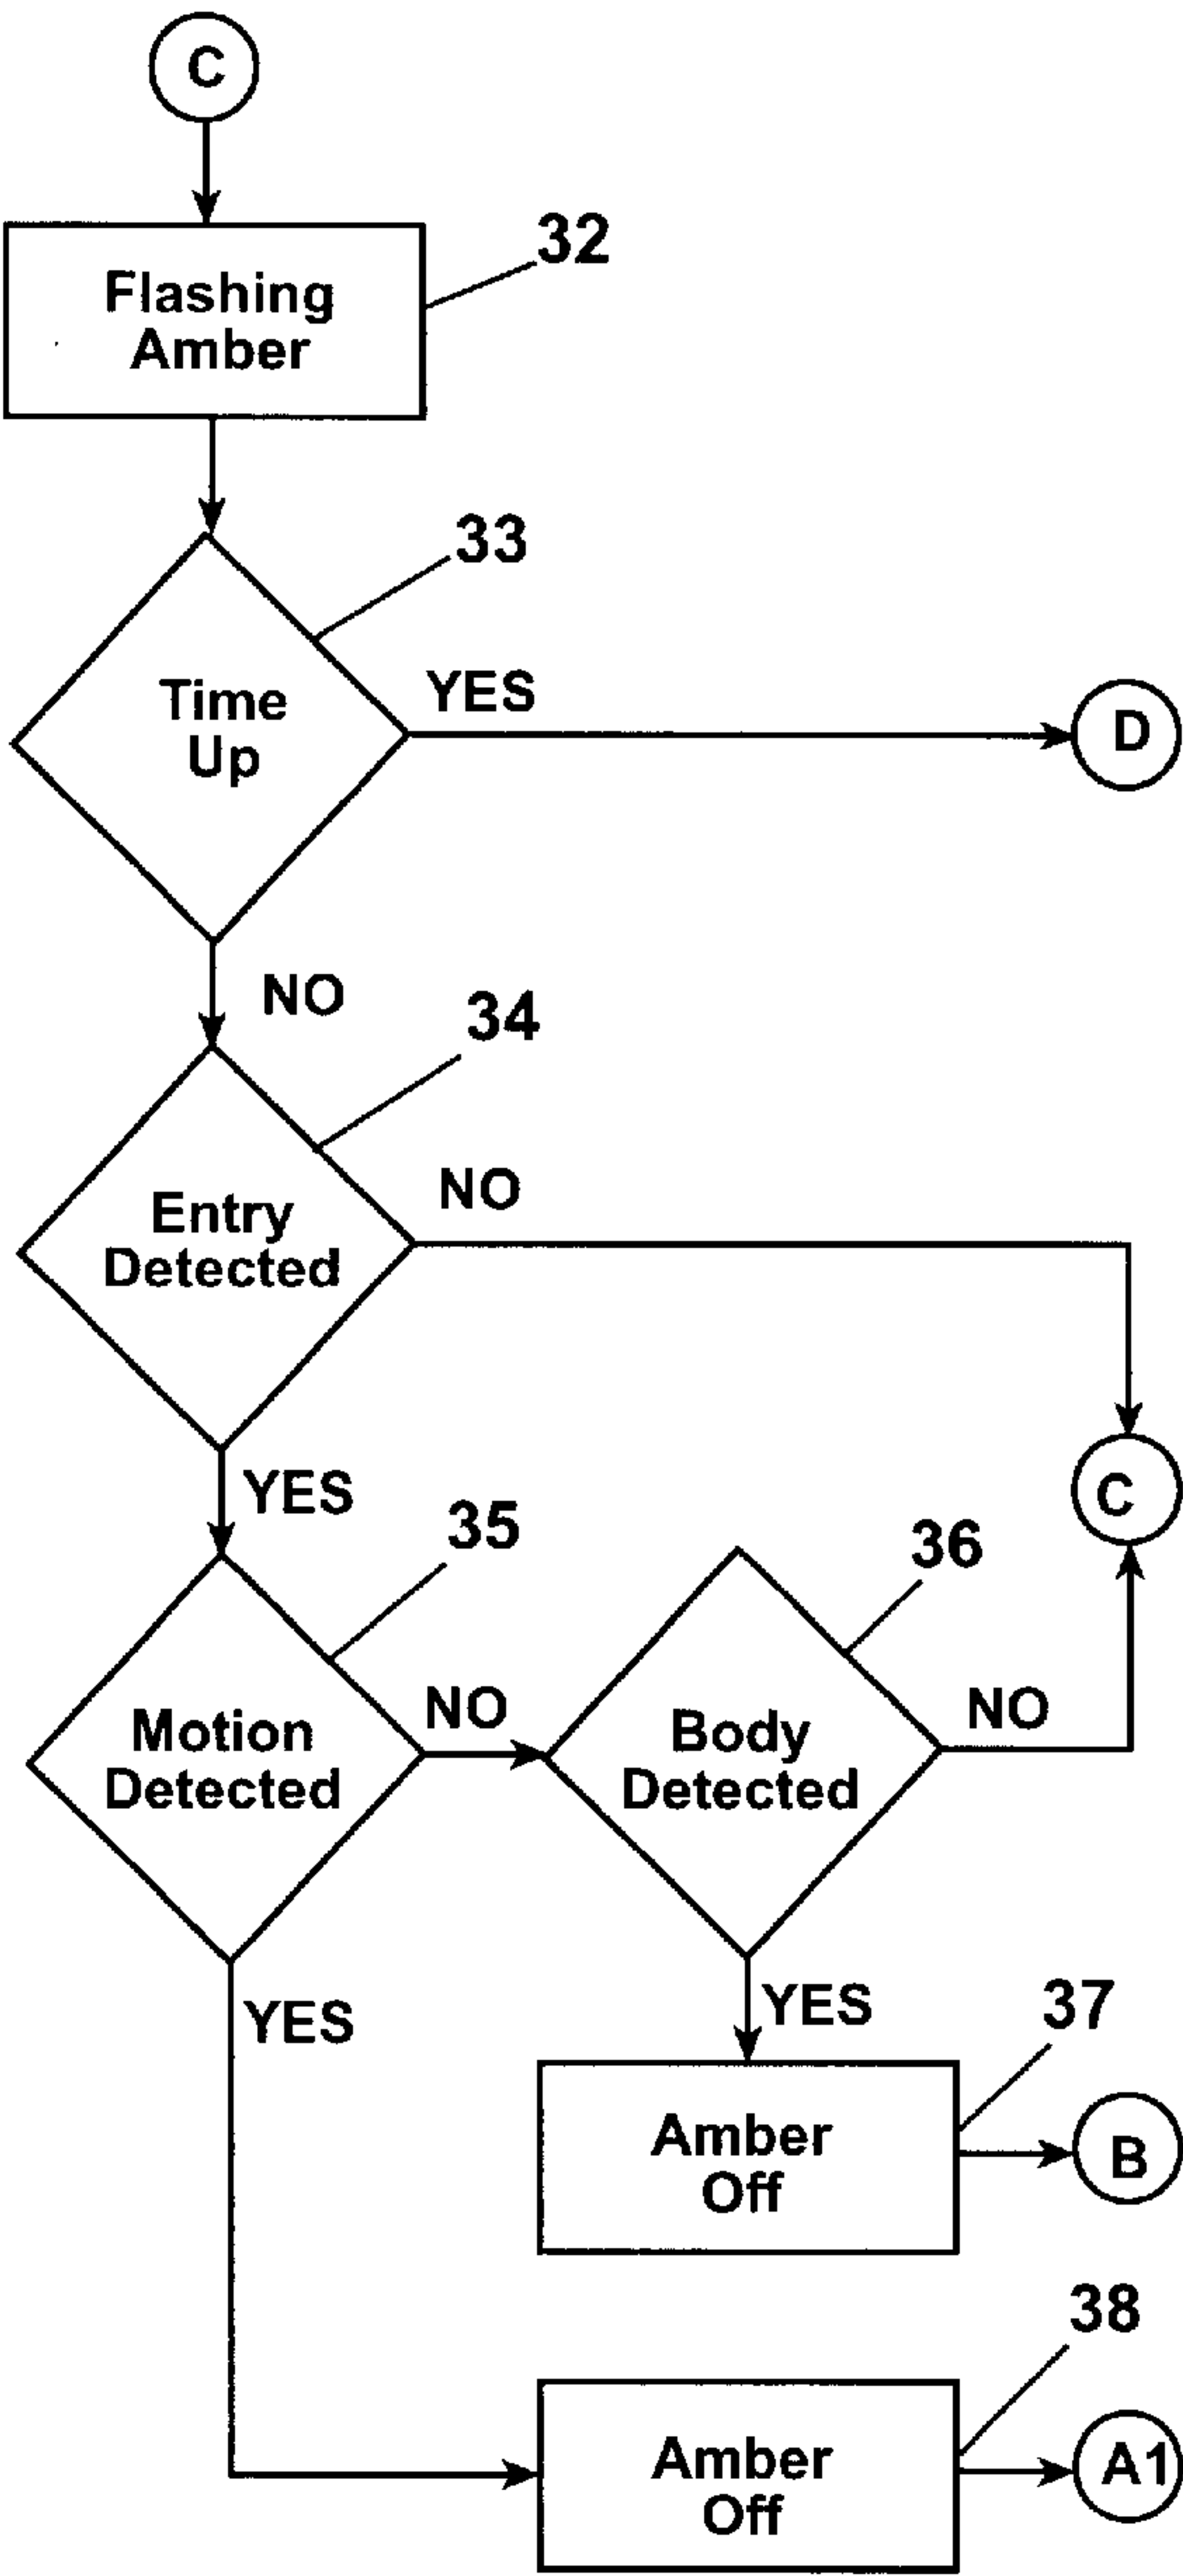 C
32
Flashing
Amber
33
Time
Up
YES
D
NO
34
Entry
Detected
NO
C
YES
35
36
Motion
Detected
NO
Body
Detected
NO
YES
YES
37
Amber
Off
B
38
Amber
Off
A1